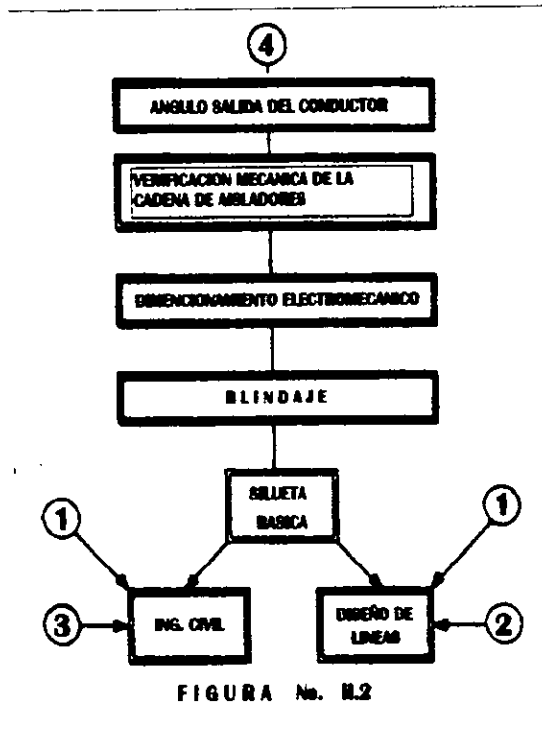 4
ANGULO SALIDA DEL CONDUCTOR
VERIFICACION MECANICA DE LA
CADENA DE AISLADORES
DIMENCIONAMIENTO ELECTROMECANICO
BLINDAJE
SILUETA
BASICA
1
1
3
ING. CIVIL
DISEÑO DE
LINEAS
2
FIGURA No. II.2